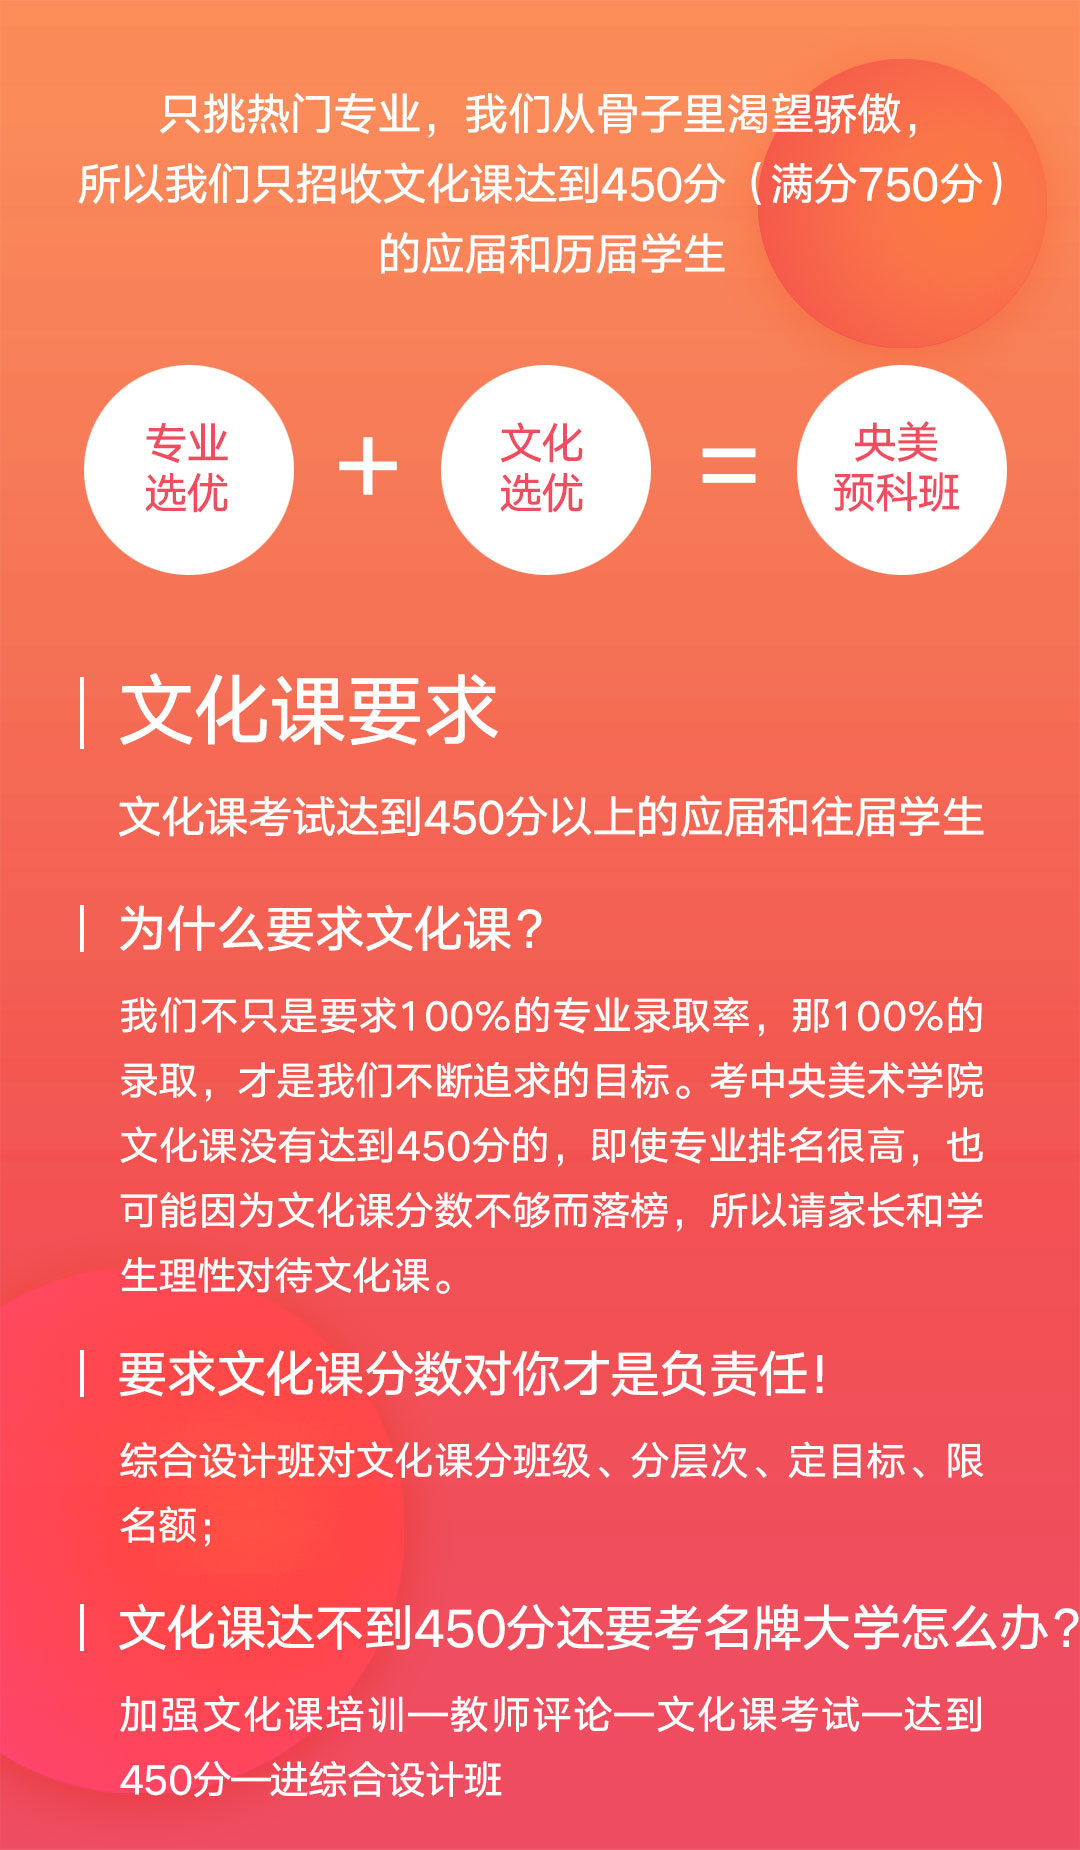 只挑热门专业，我们从骨子里渴望骄傲，
所以我们只招收文化课达到450分（满分750分）
的应届和历届学生
专业
选优
+
文化
选优
=
央美
预科班
文化课要求
文化课考试达到450分以上的应届和往届学生
为什么要求文化课？
我们不只是要求100%的专业录取率，那100%的
录取，才是我们不断追求的目标。考中央美术学院
文化课没有达到450分的，即使专业排名很高，也
可能因为文化课分数不够而落榜，所以请家长和学
生理性对待文化课。
要求文化课分数对你才是负责任！
综合设计班对文化课分班级、分层次、定目标、限
名额；
文化课达不到450分还要考名牌大学怎么办？
加强文化课培训—教师评论—文化课考试—达到
450分—进综合设计班